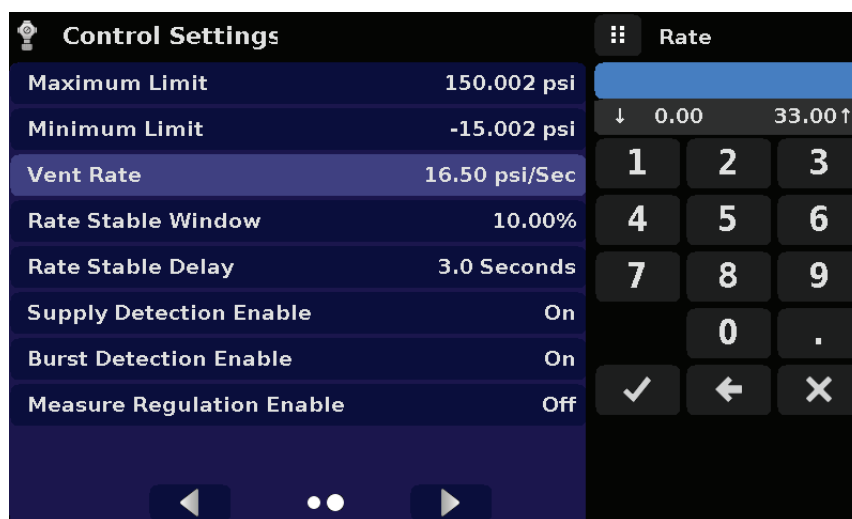 Control Settings
Maximum Limit 150.002 psi
Minimum Limit -15.002 psi
Vent Rate 16.50 psi/Sec
Rate Stable Window 10.00%
Rate Stable Delay 3.0 Seconds
Supply Detection Enable On
Burst Detection Enable On
Measure Regulation Enable Off
Rate
↓ 0.00 33.00↑
1 2 3
4 5 6
7 8 9
0 .